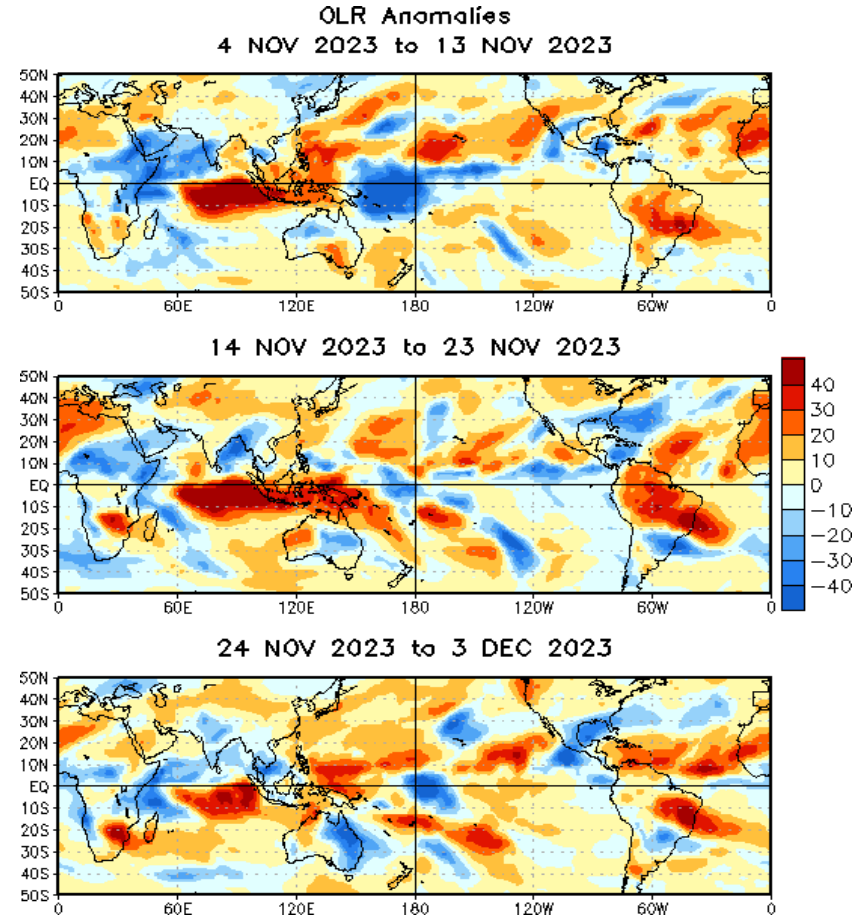 OLR Anomalies
4 NOV 2023 to 13 NOV 2023
50N
40N
30N
20N
10N
EQ
10S
20S
30S
40S
50S
0 60E 120E 180 120W 60W 0
14 NOV 2023 to 23 NOV 2023
50N
40N
30N
20N
10N
EQ
10S
20S
30S
40S
50S
0 60E 120E 180 120W 60W 0
40
30
20
10
0
−10
−20
−30
−40
24 NOV 2023 to 3 DEC 2023
50N
40N
30N
20N
10N
EQ
10S
20S
30S
40S
50S
0 60E 120E 180 120W 60W 0